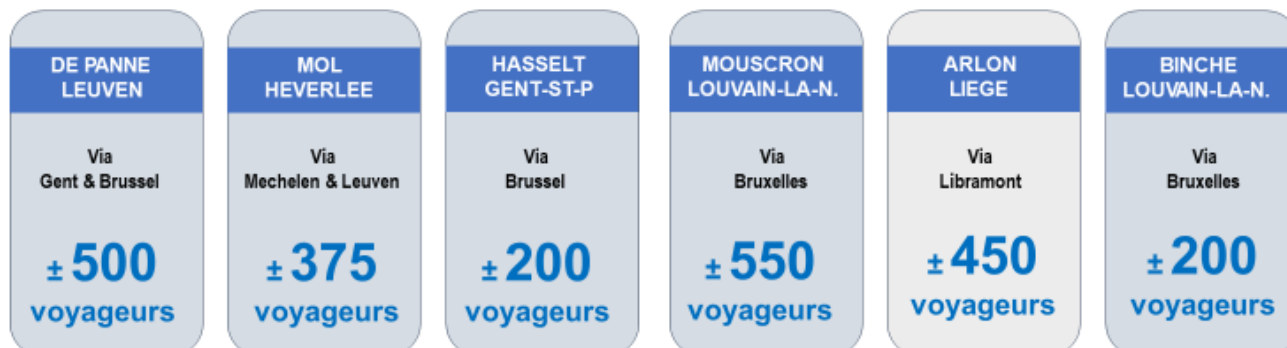 DE PANNE
LEUVEN
Via
Gent & Brussel
± 500
voyageurs
MOL
HEVERLEE
Via
Mechelen & Leuven
± 375
voyageurs
HASSELT
GENT-ST-P
Via
Brussel
± 200
voyageurs
MOUSCRON
LOUVAIN-LA-N.
Via
Bruxelles
± 550
voyageurs
ARLON
LIEGE
Via
Libramont
± 450
voyageurs
BINCHE
LOUVAIN-LA-N.
Via
Bruxelles
± 200
voyageurs